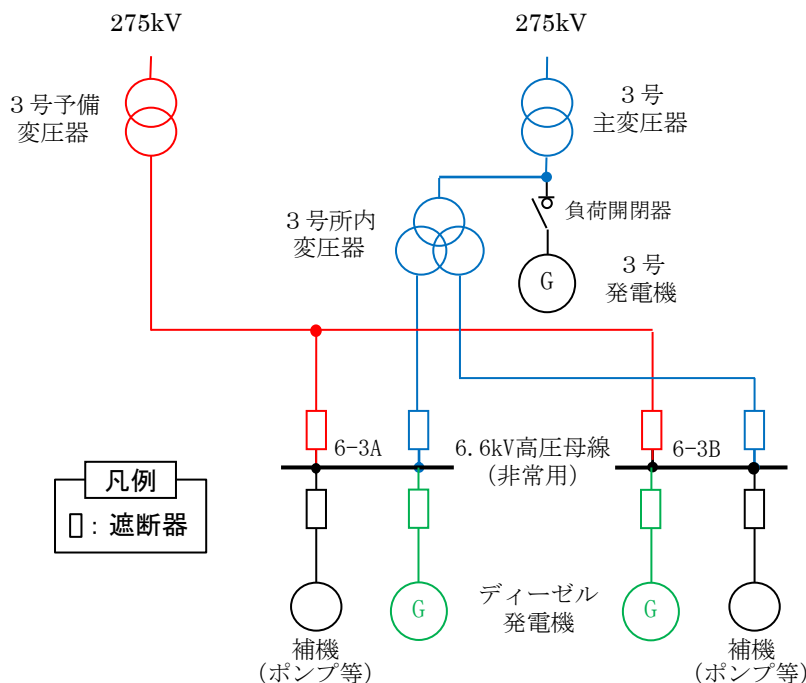 275kV
275kV
３号予備
変圧器
３号
主変圧器
３号所内
変圧器
負荷開閉器
G
３号
発電機
6-3A
6.6kV高圧母線
（非常用）
6-3B
凡例
：遮断器
G
ディーゼル
発電機
G
補機
（ポンプ等）
補機
（ポンプ等）